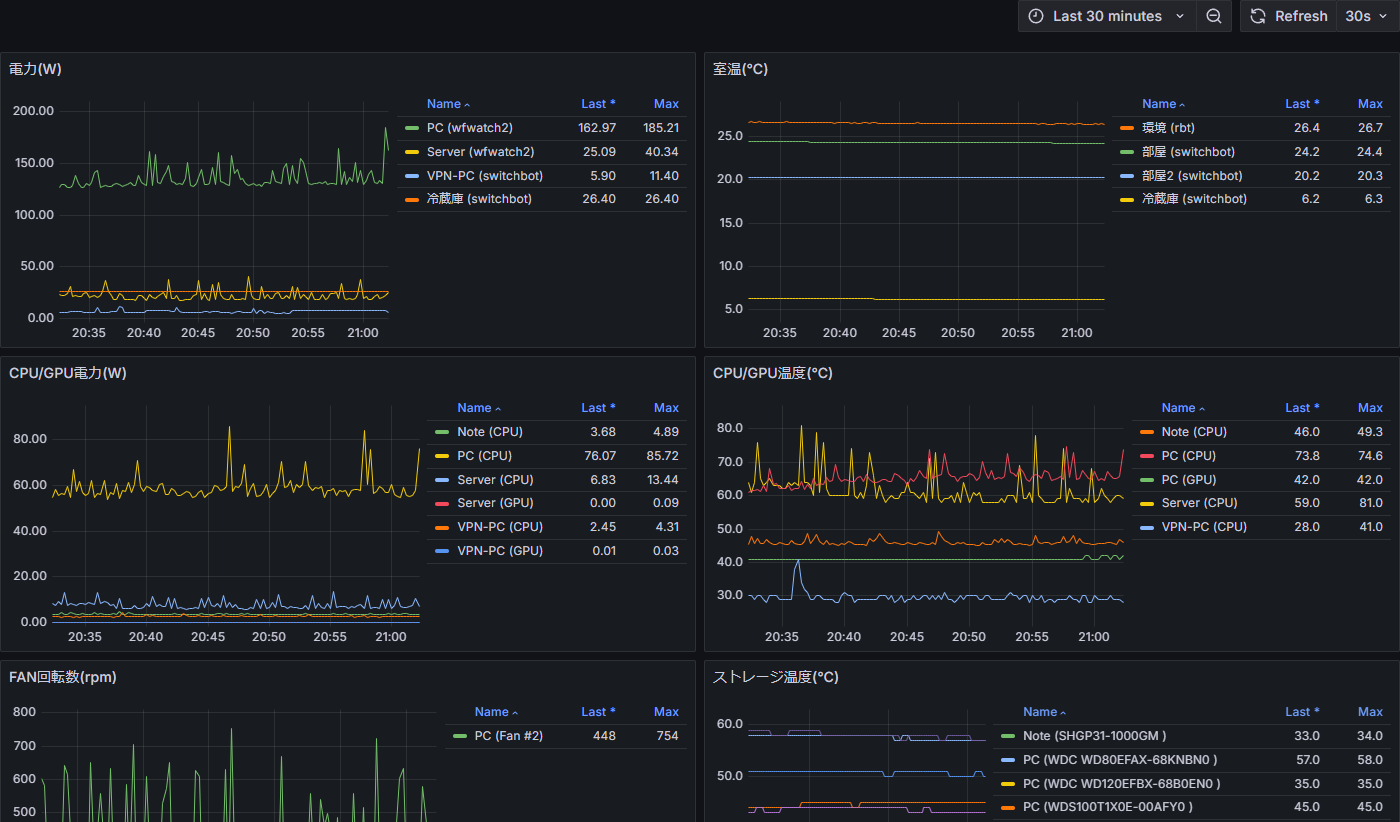 Last 30 minutes
Refresh
30s
電力(W)
Name Last * Max
200.00
150.00
100.00
50.00
0.00
20:35 20:40 20:45 20:50 20:55 21:00
PC (wfwatch2) 162.97 185.21
Server (wfwatch2) 25.09 40.34
VPN-PC (switchbot) 5.90 11.40
冷蔵庫 (switchbot) 26.40 26.40
室温(°C)
Name Last * Max
25.0
20.0
15.0
10.0
5.0
20:35 20:40 20:45 20:50 20:55 21:00
環境 (rbt) 26.4 26.7
部屋 (switchbot) 24.2 24.4
部屋2 (switchbot) 20.2 20.3
冷蔵庫 (switchbot) 6.2 6.3
CPU/GPU電力(W)
Name Last * Max
80.00
60.00
40.00
20.00
0.00
20:35 20:40 20:45 20:50 20:55 21:00
Note (CPU) 3.68 4.89
PC (CPU) 76.07 85.72
Server (CPU) 6.83 13.44
Server (GPU) 0.00 0.09
VPN-PC (CPU) 2.45 4.31
VPN-PC (GPU) 0.01 0.03
CPU/GPU温度(°C)
Name Last * Max
80.0
70.0
60.0
50.0
40.0
30.0
20:35 20:40 20:45 20:50 20:55 21:00
Note (CPU) 46.0 49.3
PC (CPU) 73.8 74.6
PC (GPU) 42.0 42.0
Server (CPU) 59.0 81.0
VPN-PC (CPU) 28.0 41.0
FAN回転数(rpm)
Name Last * Max
800
700
600
500
PC (Fan #2) 448 754
ストレージ温度(°C)
Name Last * Max
60.0
50.0
Note (SHGP31-1000GM ) 33.0 34.0
PC (WDC WD80EFAX-68KNBN0 ) 57.0 58.0
PC (WDC WD120EFBX-68B0EN0 ) 35.0 35.0
PC (WDS100T1X0E-00AFY0 ) 45.0 45.0